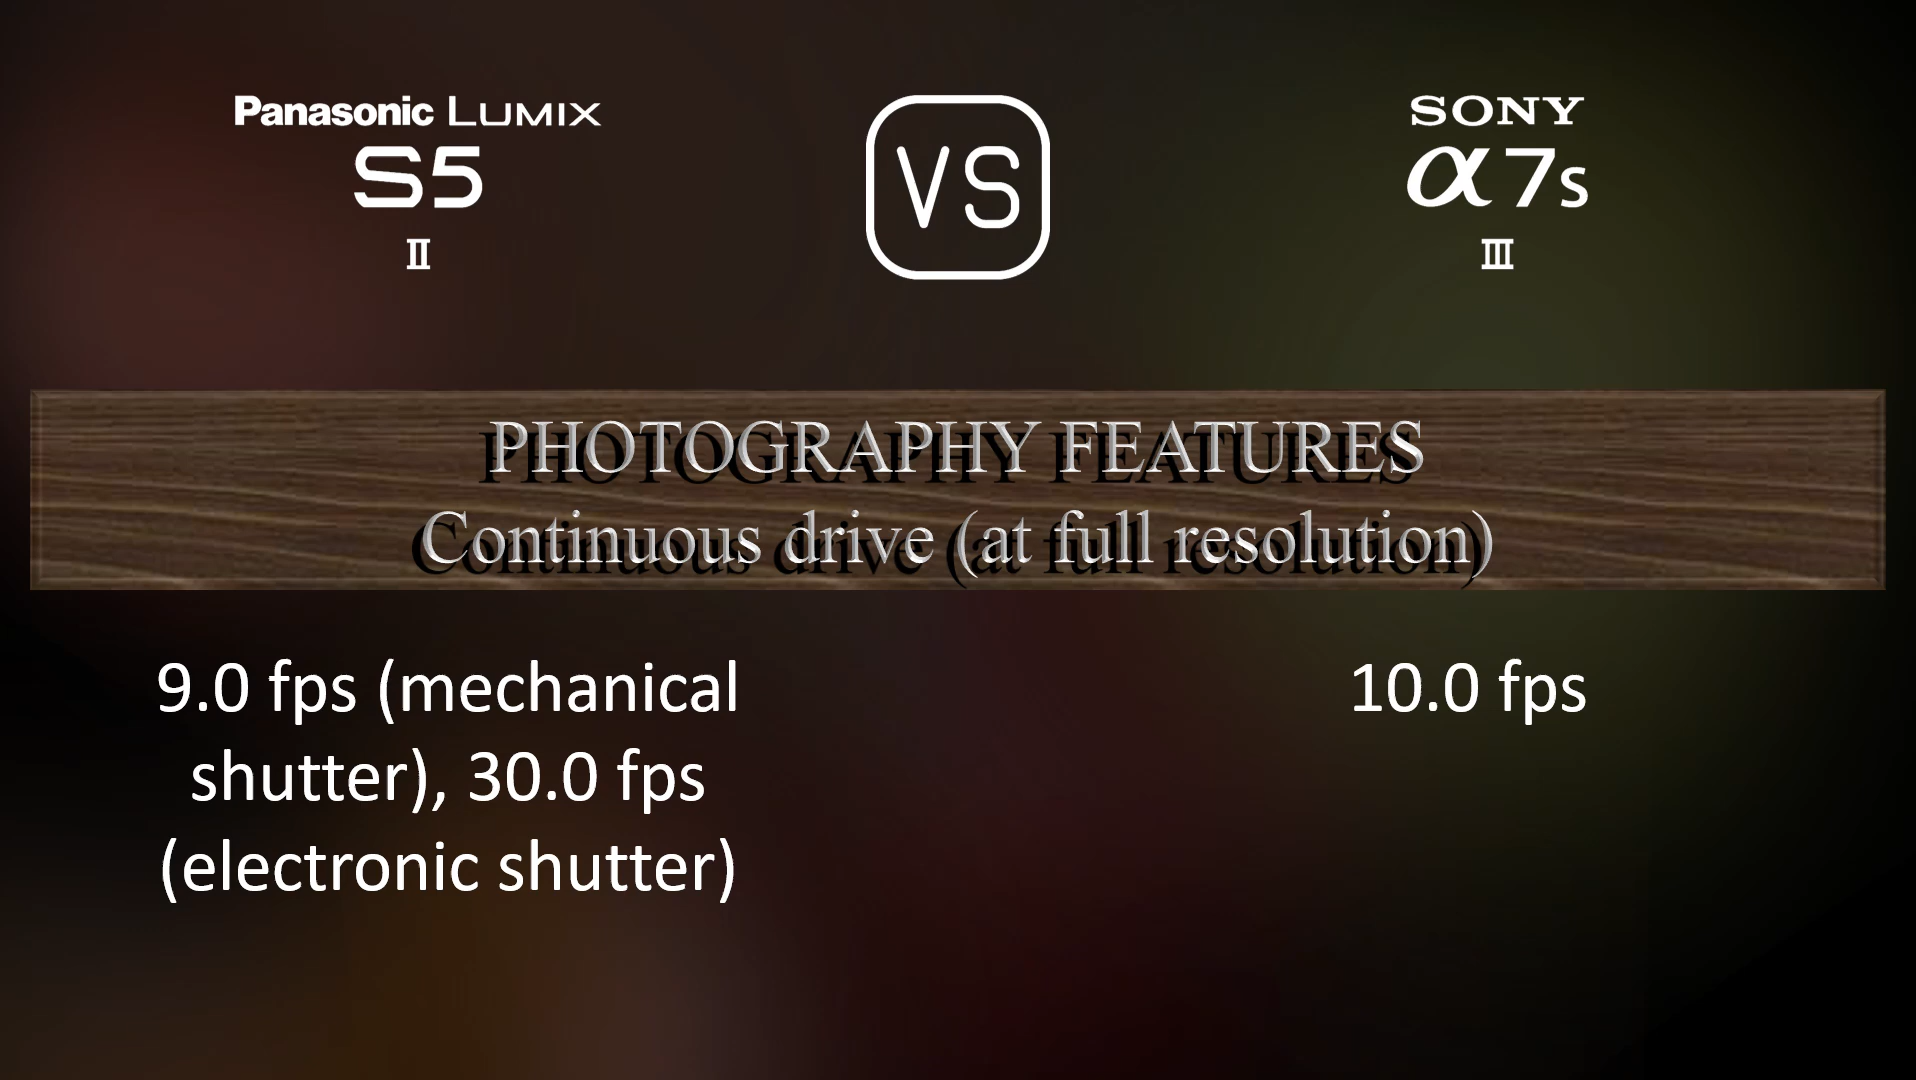 Panasonic LUMIX
S5
II
VS
SONY
α7s
III
PHOTOGRAPHY FEATURES
Continuous drive (at full resolution)
9.0 fps (mechanical
shutter), 30.0 fps
(electronic shutter)
10.0 fps